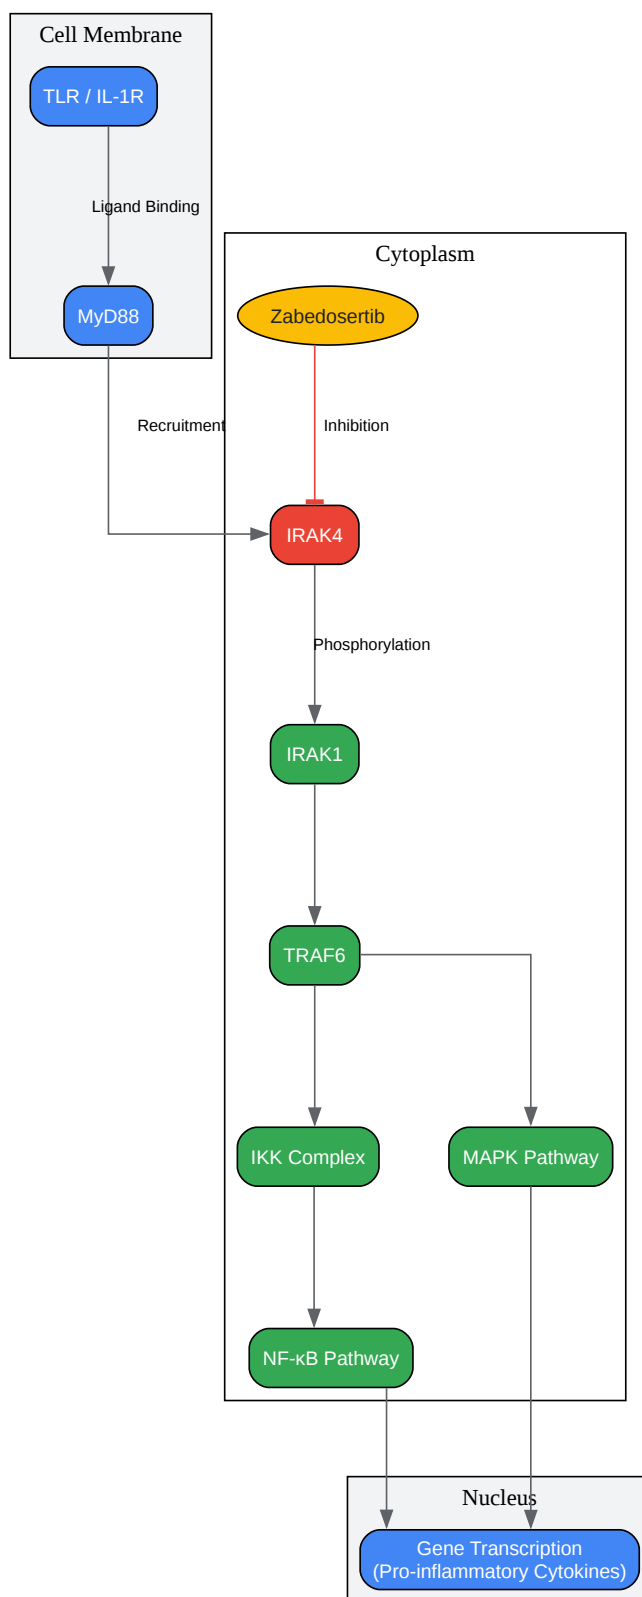 Cell Membrane
TLR / IL-1R
Ligand Binding
MyD88
Recruitment
Cytoplasm
Zabedosertib
Inhibition
IRAK4
Phosphorylation
IRAK1
TRAF6
IKK Complex
MAPK Pathway
NF-κB Pathway
Nucleus
Gene Transcription
(Pro-inflammatory Cytokines)